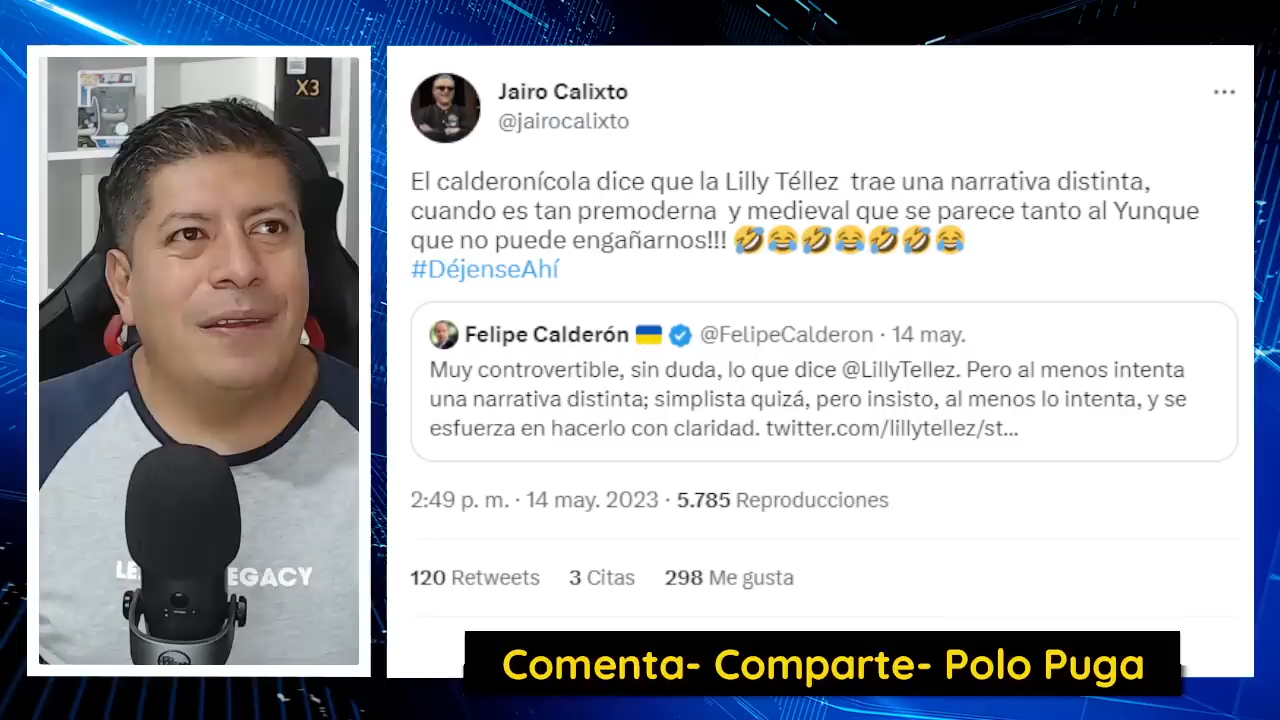 X3
LE
EGACY
Jairo Calixto
@jairocalixto
El calderonícola dice que la Lilly Téllez trae una narrativa distinta,
cuando es tan premoderna y medieval que se parece tanto al Yunque
que no puede engañarnos!!! 🤣😂🤣😂🤣🤣😂
#DéjenseAhí
Felipe Calderón 🇺🇦 @FelipeCalderon · 14 may.
Muy controvertible, sin duda, lo que dice @LillyTellez. Pero al menos intenta
una narrativa distinta; simplista quizá, pero insisto, al menos lo intenta, y se
esfuerza en hacerlo con claridad. twitter.com/lillytellez/st...
2:49 p. m. · 14 may. 2023 · 5.785 Reproducciones
120 Retweets 3 Citas 298 Me gusta
Comenta- Comparte- Polo Puga